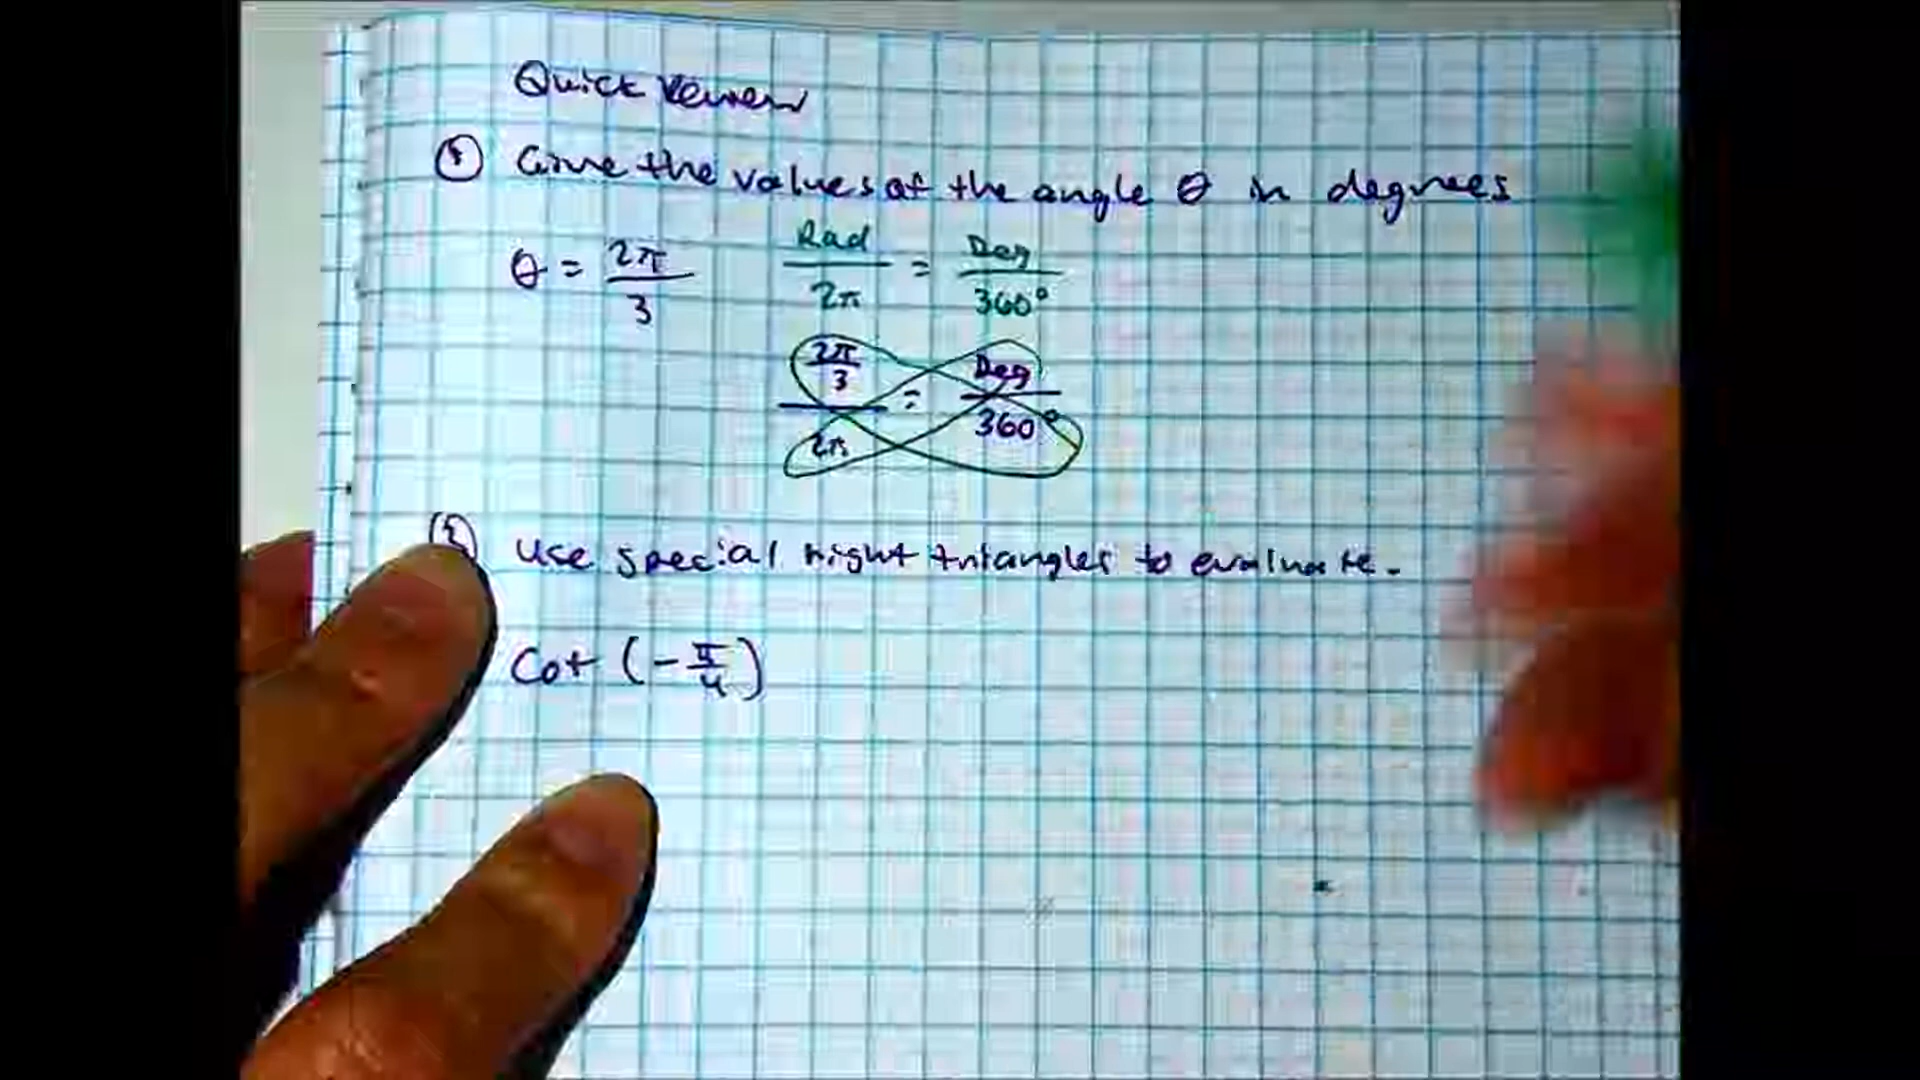 Quick Review
① Give the values of the angle θ in degrees
θ = 2π/3 Rad/2π = Deg/360°
(2π/3)/2π = Deg/360°
② Use special right triangles to evaluate.
Cot (-π/4)